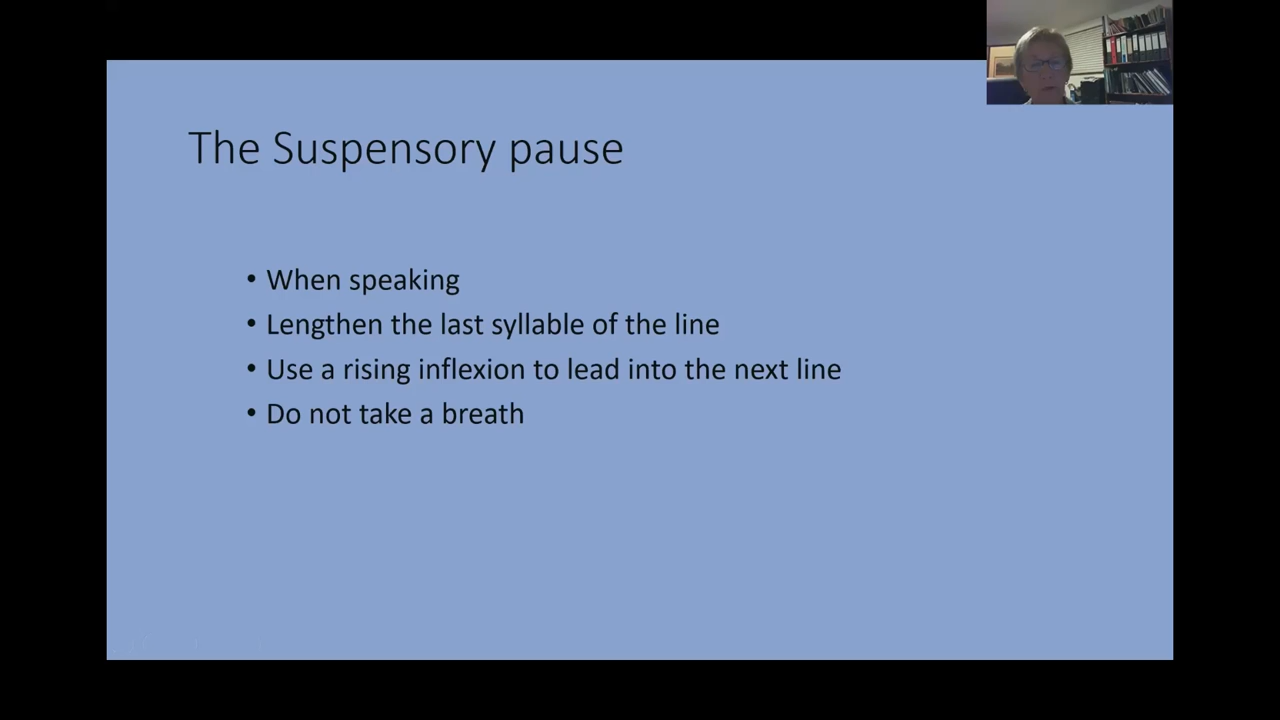 The Suspensory pause
• When speaking
• Lengthen the last syllable of the line
• Use a rising inflexion to lead into the next line
• Do not take a breath